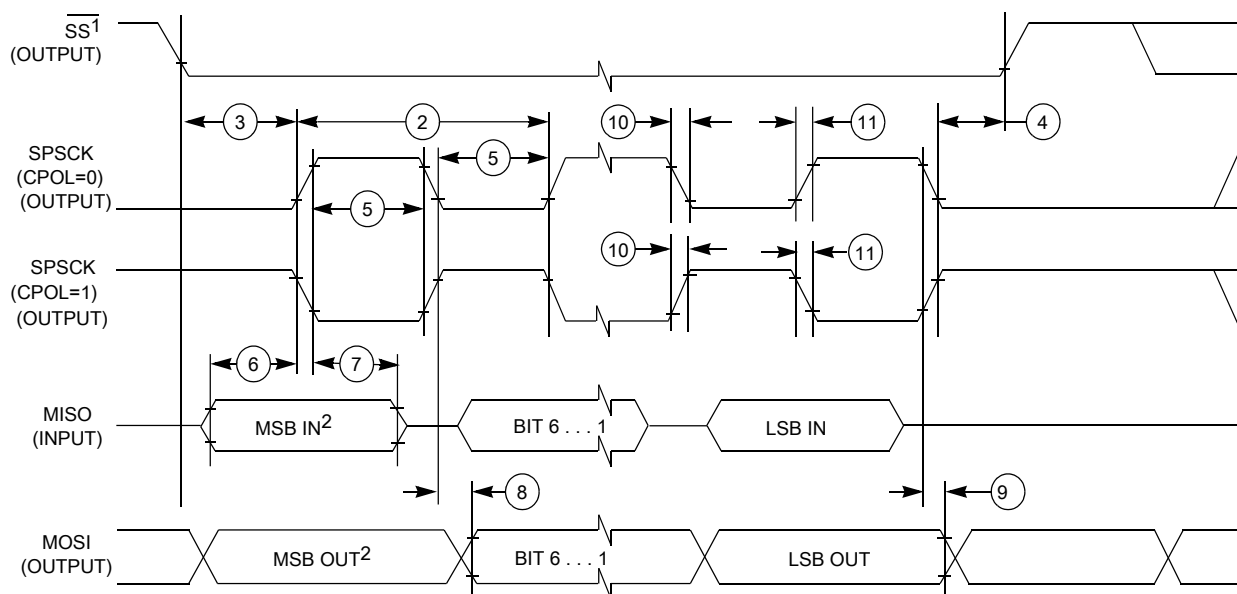 SS1
(OUTPUT)
3
2
10
11
4
SPSCK
(CPOL=0)
(OUTPUT)
5
5
SPSCK
(CPOL=1)
(OUTPUT)
10
11
6
7
MISO
(INPUT)
MSB IN2
BIT 6 . . . 1
LSB IN
8
9
MOSI
(OUTPUT)
MSB OUT2
BIT 6 . . . 1
LSB OUT